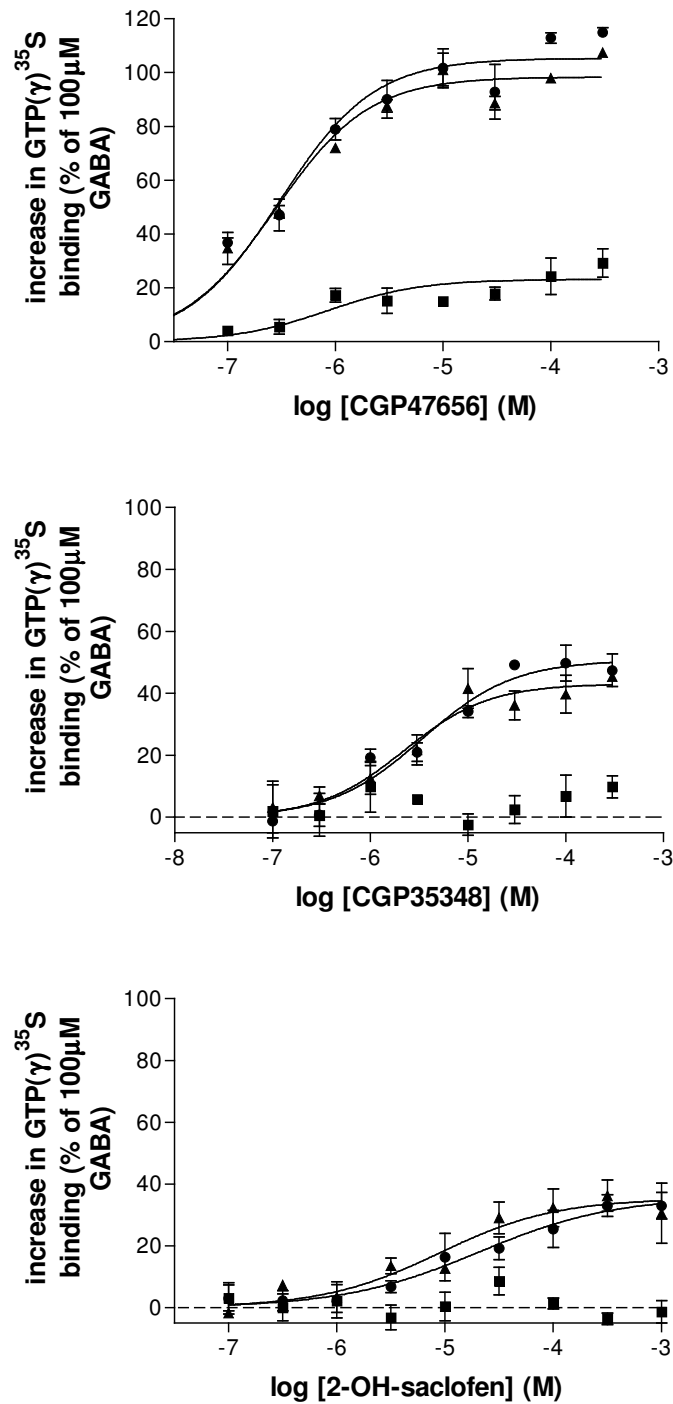 increase in GTP(γ)³⁵S
binding (% of 100μM
GABA)
120
100
80
60
40
20
0
-7 -6 -5 -4 -3
log [CGP47656] (M)
increase in GTP(γ)³⁵S
binding (% of 100μM
GABA)
100
80
60
40
20
0
-8 -7 -6 -5 -4 -3
log [CGP35348] (M)
increase in GTP(γ)³⁵S
binding (% of 100μM
GABA)
100
80
60
40
20
0
-7 -6 -5 -4 -3
log [2-OH-saclofen] (M)